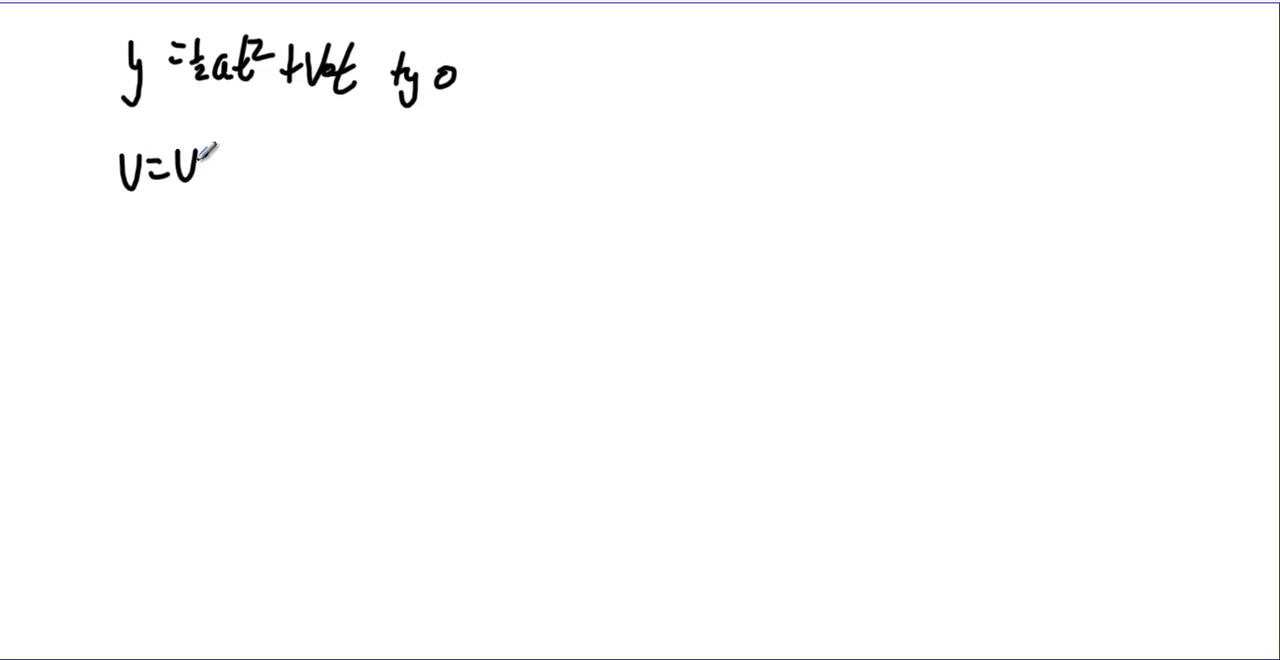 y = ½at² + V₀t + y₀
V = V